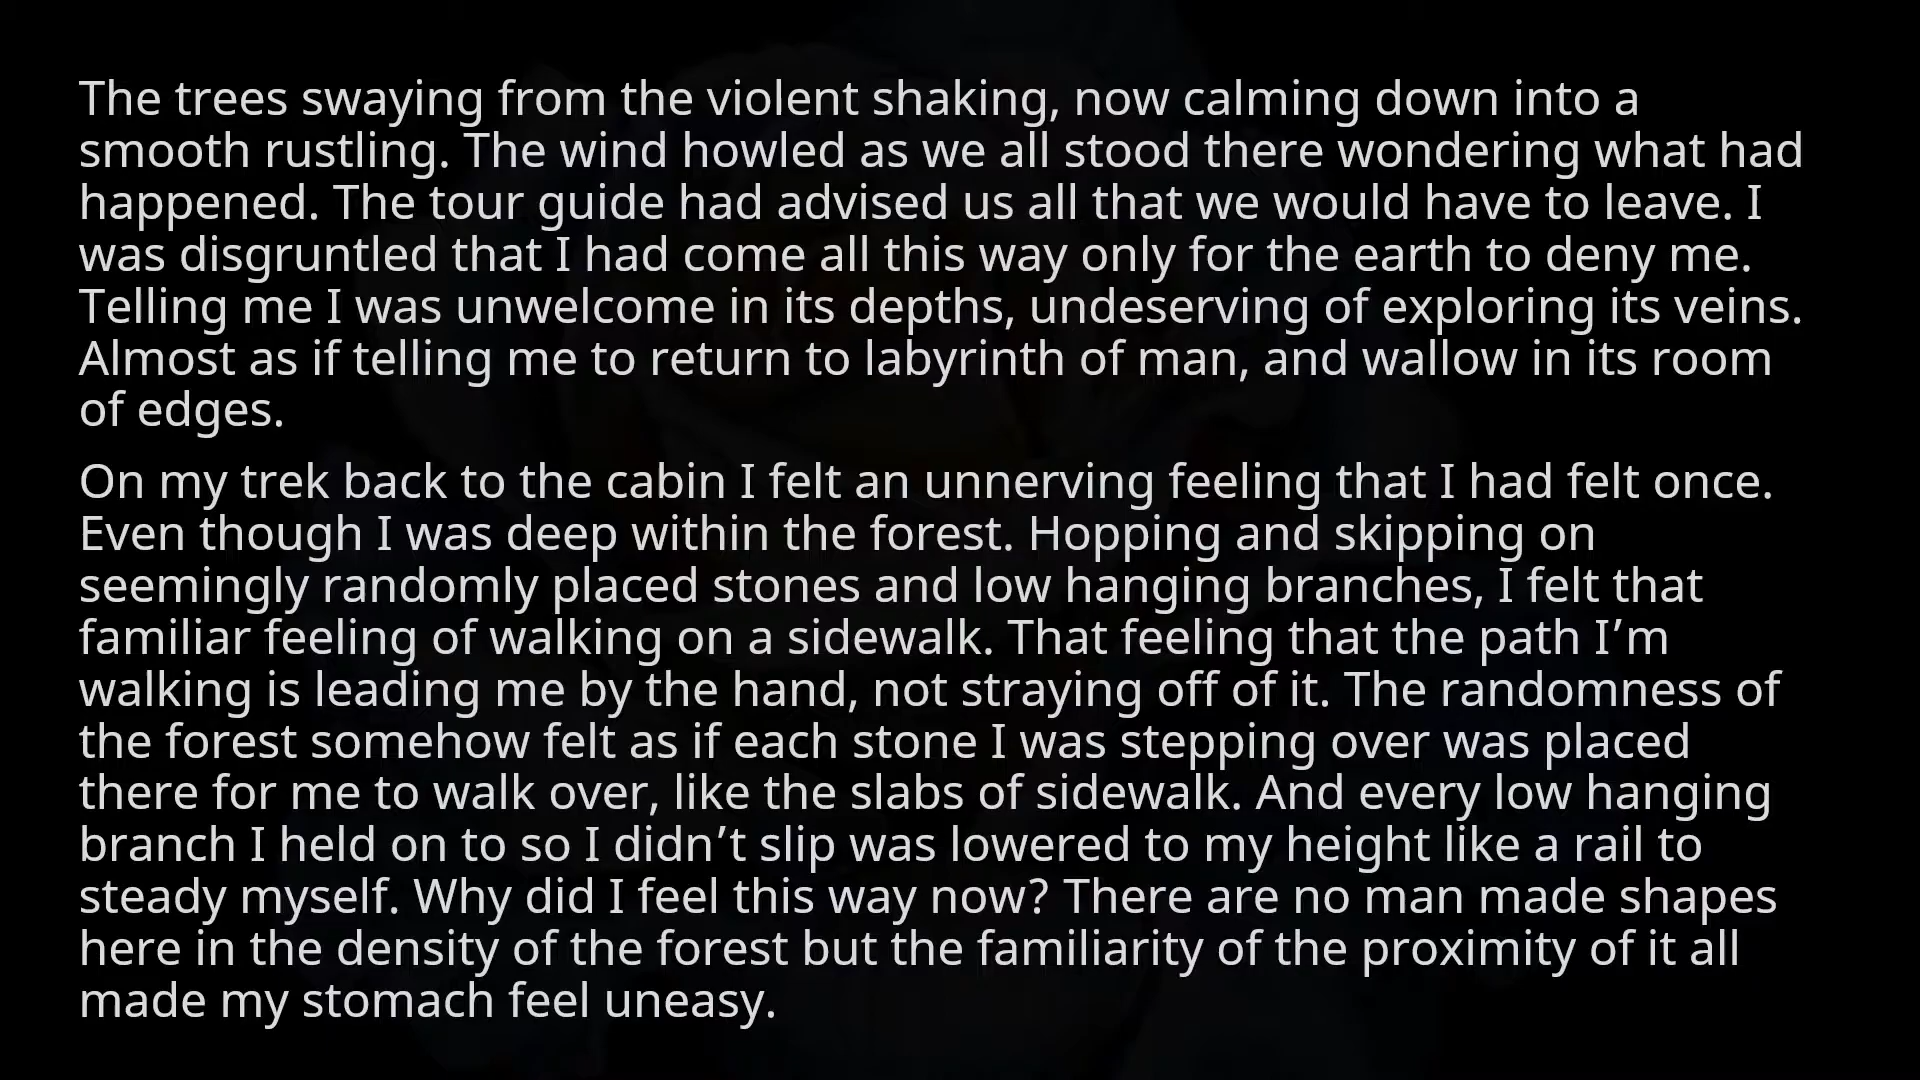 The trees swaying from the violent shaking, now calming down into a
smooth rustling. The wind howled as we all stood there wondering what had
happened. The tour guide had advised us all that we would have to leave. I
was disgruntled that I had come all this way only for the earth to deny me.
Telling me I was unwelcome in its depths, undeserving of exploring its veins.
Almost as if telling me to return to labyrinth of man, and wallow in its room
of edges.
On my trek back to the cabin I felt an unnerving feeling that I had felt once.
Even though I was deep within the forest. Hopping and skipping on
seemingly randomly placed stones and low hanging branches, I felt that
familiar feeling of walking on a sidewalk. That feeling that the path I’m
walking is leading me by the hand, not straying off of it. The randomness of
the forest somehow felt as if each stone I was stepping over was placed
there for me to walk over, like the slabs of sidewalk. And every low hanging
branch I held on to so I didn’t slip was lowered to my height like a rail to
steady myself. Why did I feel this way now? There are no man made shapes
here in the density of the forest but the familiarity of the proximity of it all
made my stomach feel uneasy.